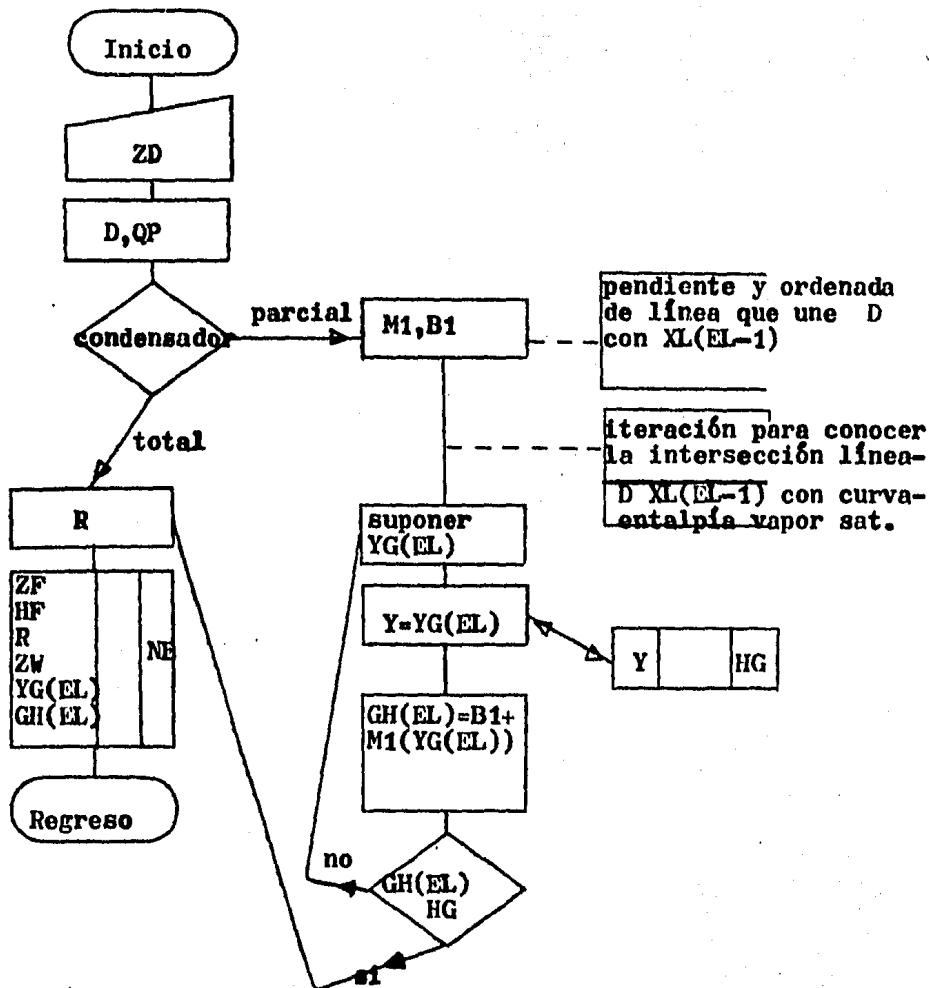 Inicio
ZD
D,QP
condensador
parcial
total
M1,B1
pendiente y ordenada
de línea que une D
con XL(EL-1)
iteración para conocer
la intersección línea-
D XL(EL-1) con curva-
entalpía vapor sat.
R
suponer
YG(EL)
ZF
HF
R
ZW
YG(EL)
GH(EL)
NE
Y=YG(EL)
Y
HG
GH(EL)=B1+
M1(YG(EL))
Regreso
no
GH(EL)
HG
si